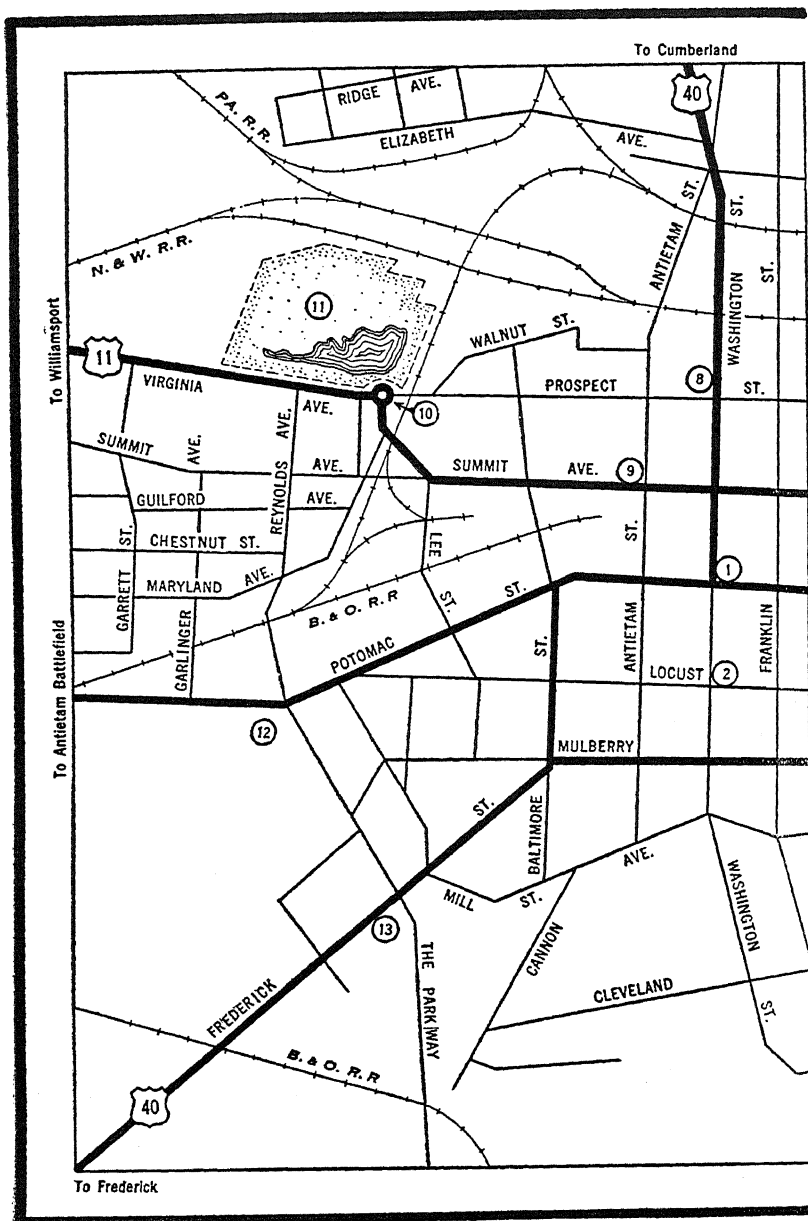 To Cumberland
40
RIDGE AVE.
PA. R.R.
ELIZABETH AVE.
ST.
ST.
ANTIETAM
N. & W. R.R.
ST.
WASHINGTON
11
WALNUT ST.
To Williamsport
11
8
VIRGINIA AVE.
PROSPECT ST.
10
AVE.
SUMMIT
AVE.
REYNOLDS
AVE.
SUMMIT AVE.
9
GUILFORD AVE.
ST.
CHESTNUT ST.
LEE ST.
ST.
1
MARYLAND AVE.
GARRETT
GARLINGER
B. & O. R. R
POTOMAC ST.
ST.
ANTIETAM
FRANKLIN
LOCUST
2
To Antietam Battlefield
12
MULBERRY
ST.
BALTIMORE
AVE.
MILL ST.
WASHINGTON ST.
13
CANNON
THE PARKWAY
CLEVELAND
FREDERICK
B. & O. R. R
40
To Frederick